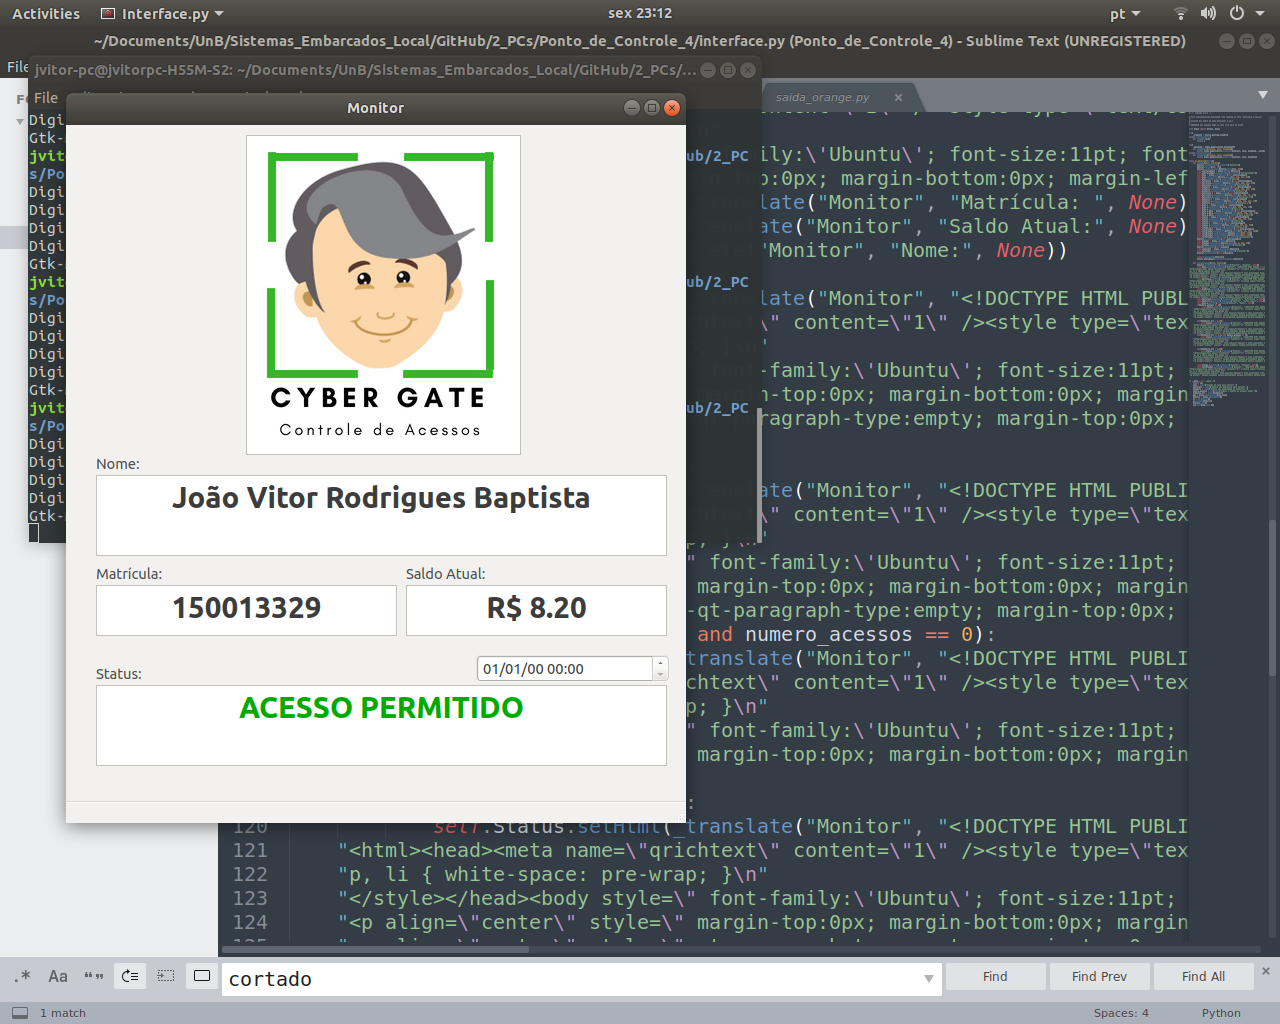 Activities Interface.py sex 23:12 pt
~/Documents/UnB/Sistemas_Embarcados_Local/GitHub/2_PCs/Ponto_de_Controle_4/interface.py (Ponto_de_Controle_4) - Sublime Text (UNREGISTERED)
File
jvitor-pc@jvitorpc-H55M-S2: ~/Documents/UnB/Sistemas_Embarcados_Local/GitHub/2_PCs/...
File
saida_orange.py
Monitor
CYBER GATE
Controle de Acessos
Nome:
João Vitor Rodrigues Baptista
Matrícula: Saldo Atual:
150013329 R$ 8.20
01/01/00 00:00
Status:
ACESSO PERMITIDO
Digi
Gtk-
jvito
s/Po
Digi
Digi
Digi
Digi
Gtk-
jvito
s/Po
Digi
Digi
Digi
Digi
Gtk-
jvito
s/Po
Digi
Digi
Digi
Digi
Gtk-
ub/2_PC
ub/2_PC
ub/2_PC
ily:\'Ubuntu\'; font-size:11pt; font
p:0px; margin-bottom:0px; margin-lef
late("Monitor", "Matrícula: ", None)
ate("Monitor", "Saldo Atual:", None)
"Monitor", "Nome:", None))
late("Monitor", "<!DOCTYPE HTML PUBL
t\" content=\"1\" /><style type=\"tex
-family:\'Ubuntu\'; font-size:11pt;
n-top:0px; margin-bottom:0px; margin
ragraph-type:empty; margin-top:0px;
ate("Monitor", "<!DOCTYPE HTML PUBLI
t\" content=\"1\" /><style type=\"tex
p; }\n"
" font-family:\'Ubuntu\'; font-size:11pt;
margin-top:0px; margin-bottom:0px; margin
-qt-paragraph-type:empty; margin-top:0px;
and numero_acessos == 0):
translate("Monitor", "<!DOCTYPE HTML PUBLI
chtext\" content=\"1\" /><style type=\"tex
p; }\n"
" font-family:\'Ubuntu\'; font-size:11pt;
margin-top:0px; margin-bottom:0px; margin
:
120 self.Status.setHtml(_translate("Monitor", "<!DOCTYPE HTML PUBLI
121 "<html><head><meta name=\"qrichtext\" content=\"1\" /><style type=\"tex
122 "p, li { white-space: pre-wrap; }\n"
123 "</style></head><body style=\" font-family:\'Ubuntu\'; font-size:11pt;
124 "<p align=\"center\" style=\" margin-top:0px; margin-bottom:0px; margin
.* Aa “” cortado Find Find Prev Find All
1 match Spaces: 4 Python